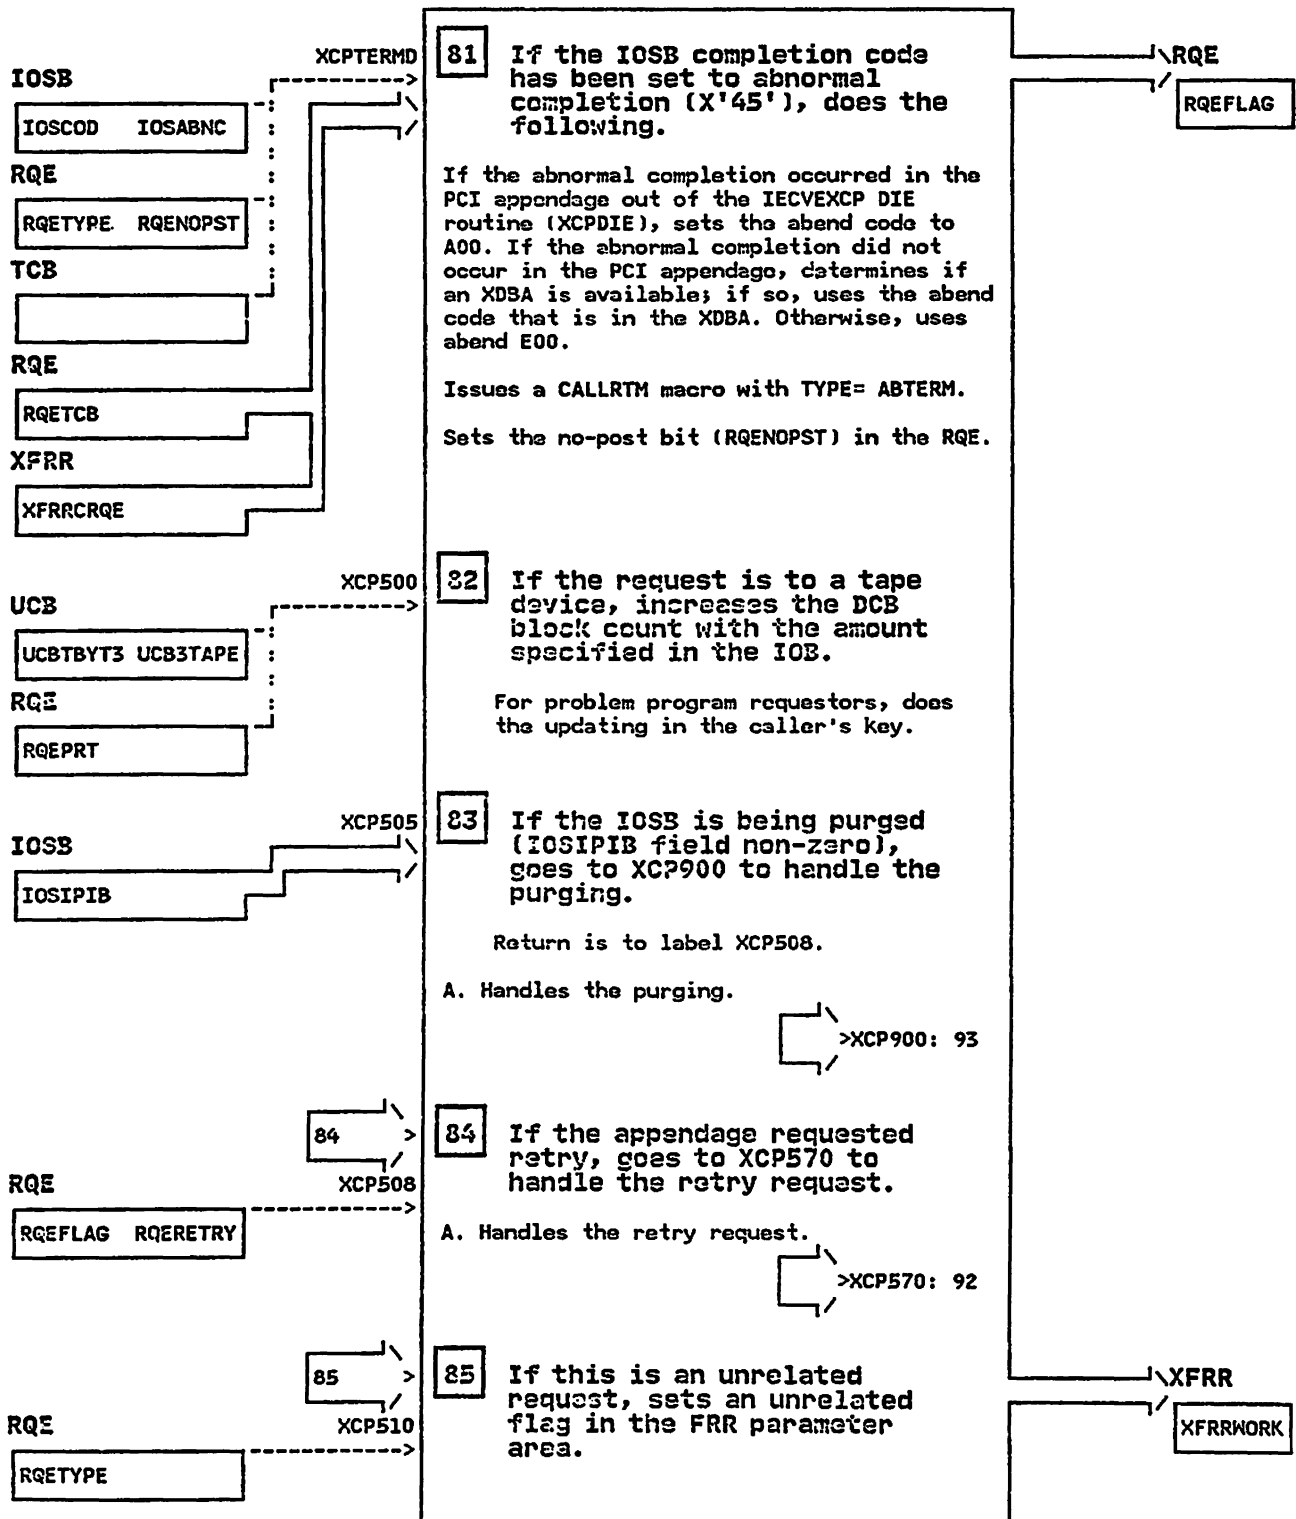 XCPTERMD
81 If the IOSB completion code
has been set to abnormal
completion (X'45'), does the
following.
RQE
RQEFLAG
IOSB
IOSCOD IOSABNC
RQE
RQETYPE RQENOPST
TCB
RQE
RQETCB
XFRR
XFRRCRQE
If the abnormal completion occurred in the
PCI appendage out of the IECVEXCP DIE
routine (XCPDIE), sets the abend code to
A00. If the abnormal completion did not
occur in the PCI appendage, determines if
an XDBA is available; if so, uses the abend
code that is in the XDBA. Otherwise, uses
abend E00.
Issues a CALLRTM macro with TYPE= ABTERM.
Sets the no-post bit (RQENOPST) in the RQE.
XCP500
82 If the request is to a tape
device, increases the DCB
block count with the amount
specified in the IOB.
UCB
UCBTBYT3 UCB3TAPE
RQE
RQEPRT
For problem program requestors, does
the updating in the caller's key.
XCP505
83 If the IOSB is being purged
(IOSIPIB field non-zero),
goes to XCP900 to handle the
purging.
IOSB
IOSIPIB
Return is to label XCP508.
A. Handles the purging.
>XCP900: 93
84 >
84 If the appendage requested
retry, goes to XCP570 to
handle the retry request.
RQE
XCP508
RQEFLAG RQERETRY
A. Handles the retry request.
>XCP570: 92
85 >
85 If this is an unrelated
request, sets an unrelated
flag in the FRR parameter
area.
XFRR
XFRRWORK
RQE
XCP510
RQETYPE